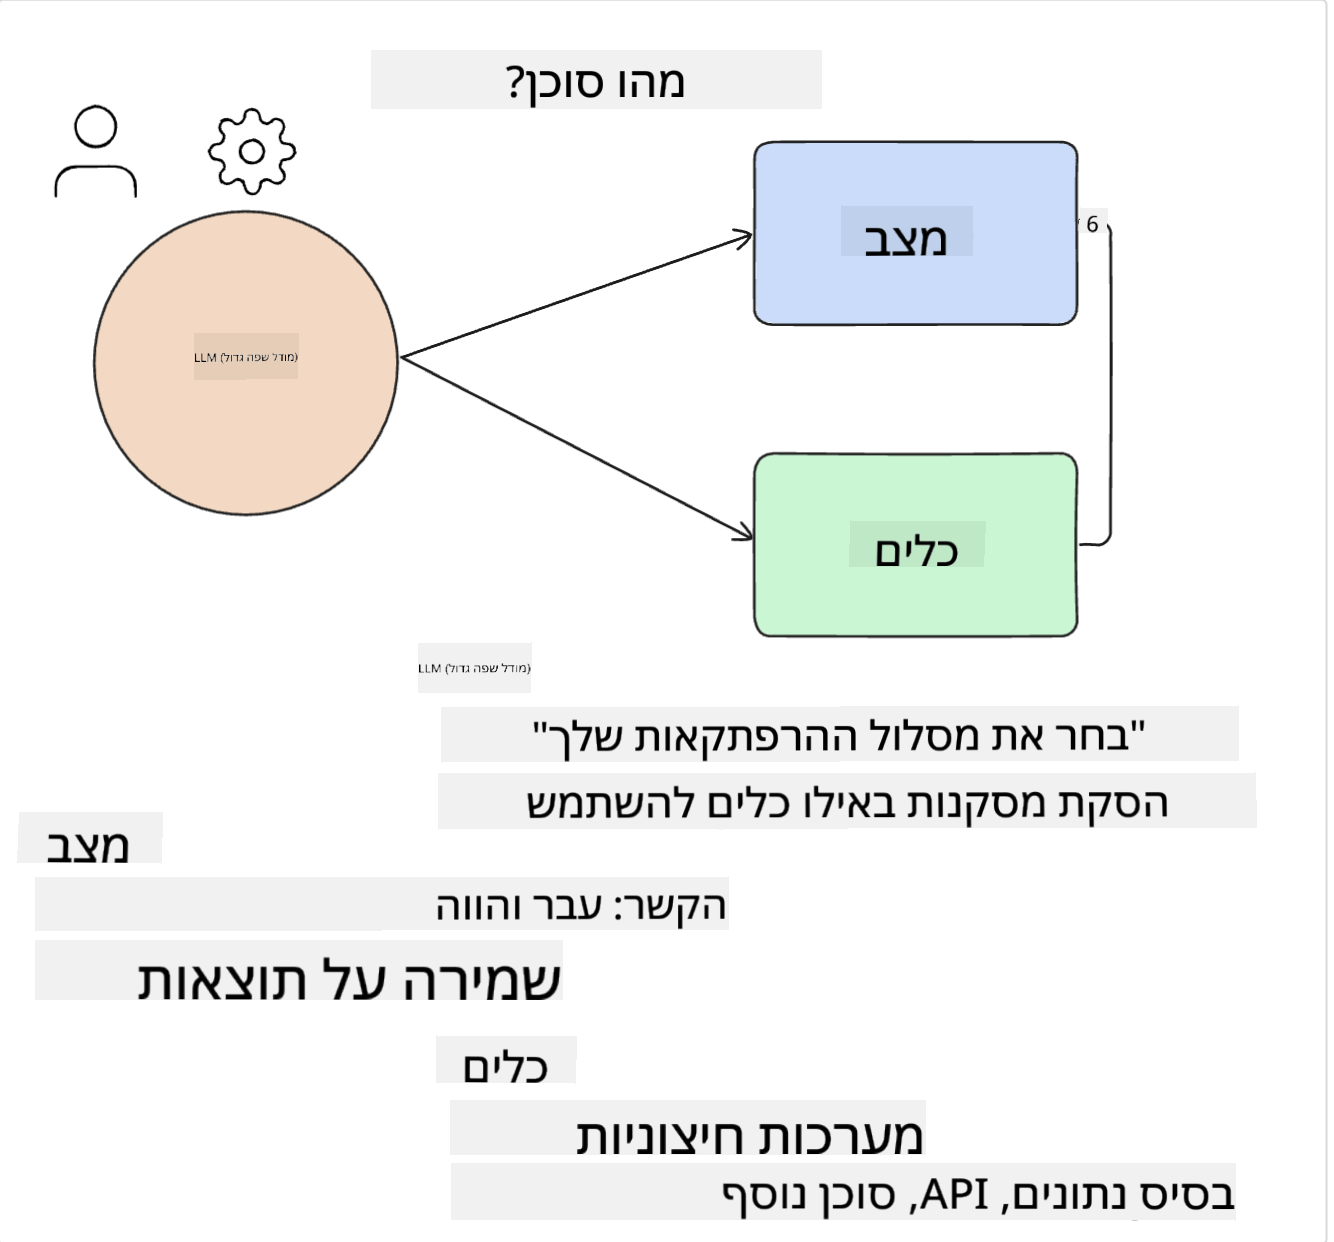 מהו סוכן?
מצב
6
LLM (מודל שפה גדול)
כלים
LLM (מודל שפה גדול)
"בחר את מסלול ההרפתקאות שלך"
הסקת מסקנות באילו כלים להשתמש
מצב
הקשר: עבר והווה
שמירה על תוצאות
כלים
מערכות חיצוניות
בסיס נתונים, API, סוכן נוסף